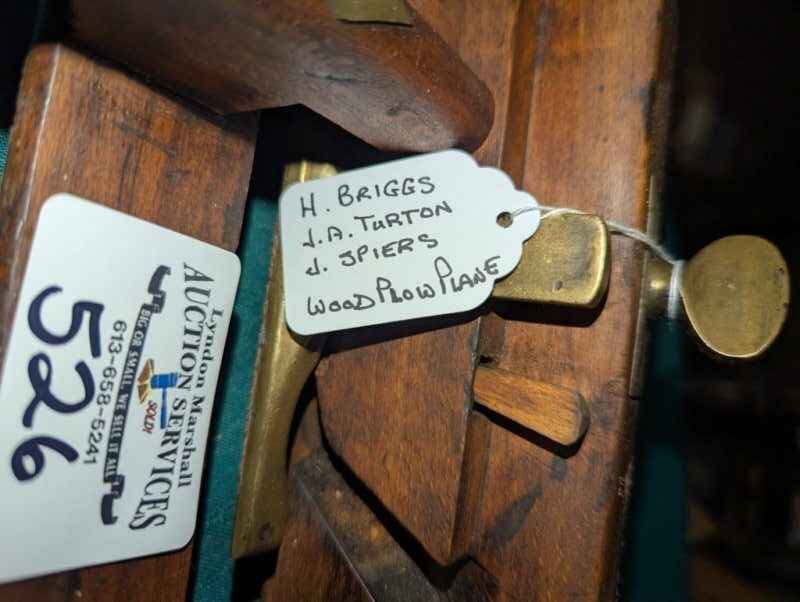 H. BRIGGS
J.A. TURTON
J. SPIERS
WOOD PLOW PLANE
Lyndon Marshall
AUCTION SERVICES
SOLD!
BIG OR SMALL, WE SELL IT ALL
613-658-5241
526